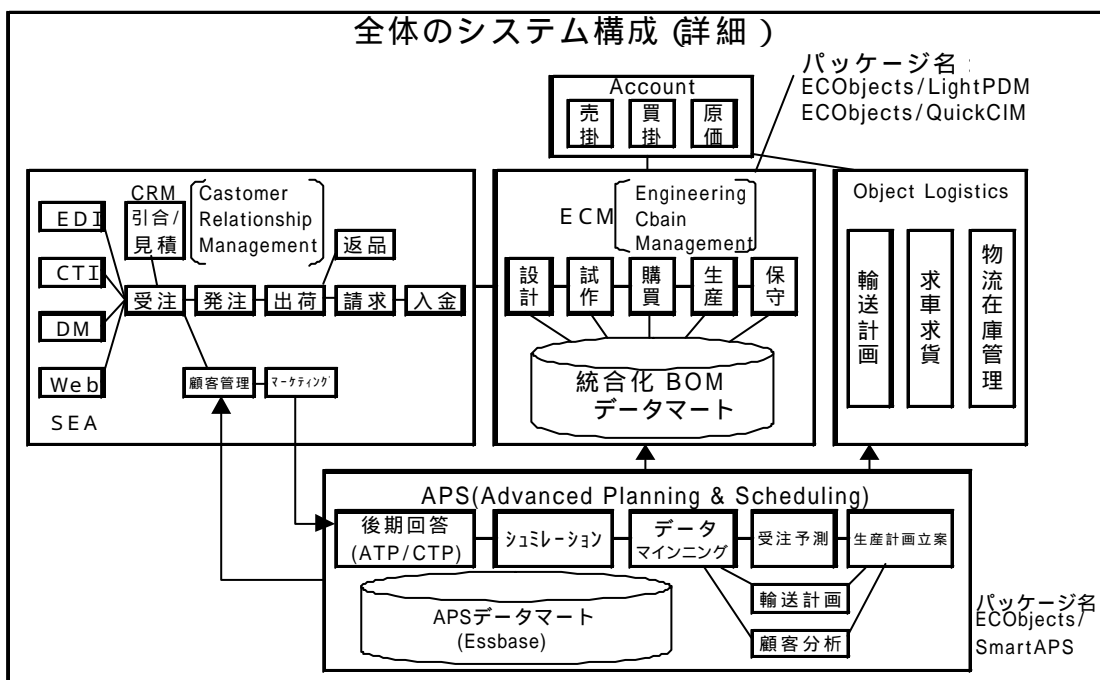 全体のシステム構成 (詳細)
パッケージ名:
ECObjects/LightPDM
ECObjects/QuickCIM
Account
売掛
買掛
原価
CRM
Castomer
Relationship
Management
引合/
見積
EDI
CTI
DM
Web
SEA
返品
受注
発注
出荷
請求
入金
顧客管理
マーケティング
ECM
Engineering
Cbain
Management
設計
試作
購買
生産
保守
統合化 BOM
データマート
Object Logistics
輸送計画
求車求貨
物流在庫管理
APS(Advanced Planning & Scheduling)
後期回答
(ATP/CTP)
シュミレーション
データ
マインニング
受注予測
生産計画立案
輸送計画
顧客分析
APSデータマート
(Essbase)
パッケージ名
ECObjects/
SmartAPS